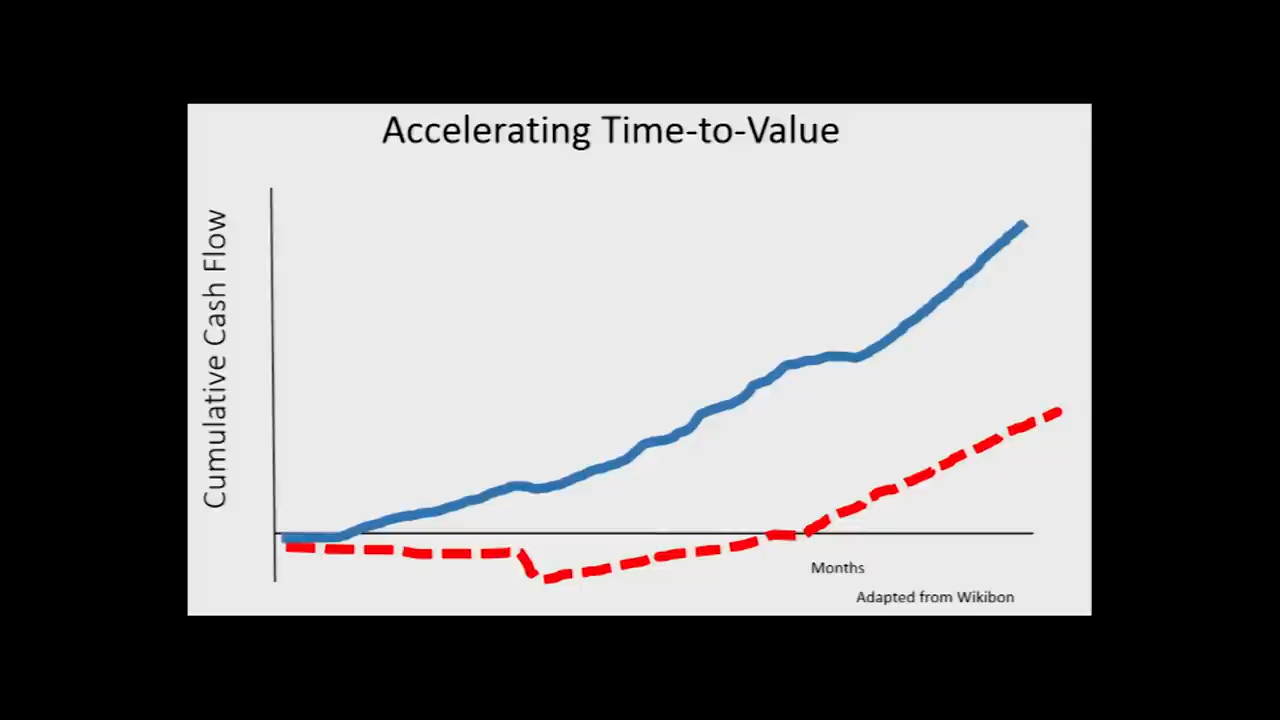 Accelerating Time-to-Value
Cumulative Cash Flow
Months
Adapted from Wikibon